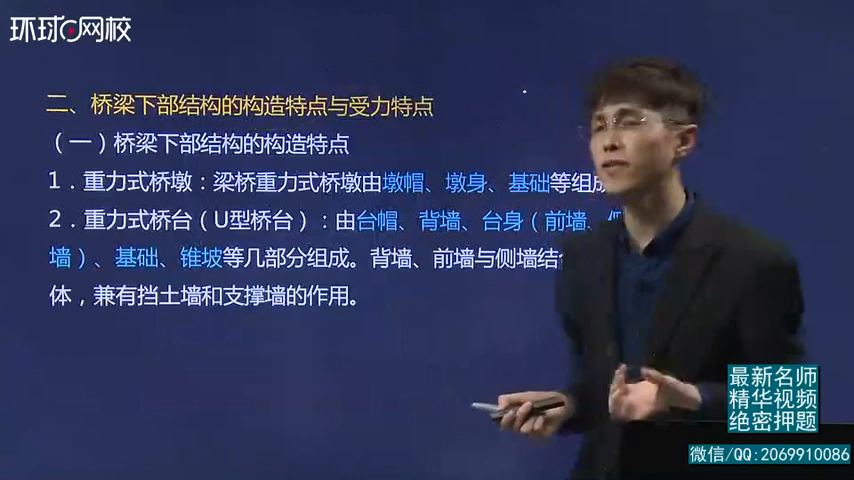 环球网校
二、桥梁下部结构的构造特点与受力特点
（一）桥梁下部结构的构造特点
1．重力式桥墩：梁桥重力式桥墩由墩帽、墩身、基础等组成
2．重力式桥台（U型桥台）：由台帽、背墙、台身（前墙、
墙）、基础、锥坡等几部分组成。背墙、前墙与侧墙结合
体，兼有挡土墙和支撑墙的作用。
最新名师
精华视频
绝密押题
微信/QQ:2069910086